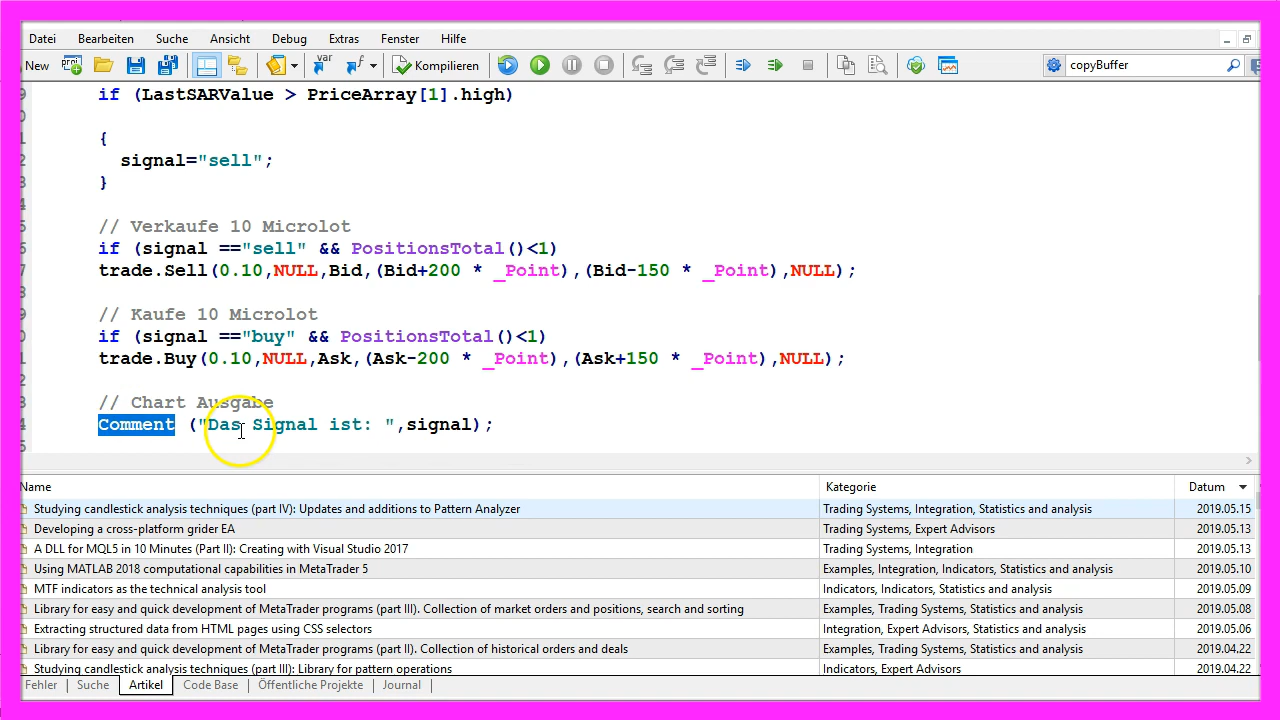 Datei Bearbeiten Suche Ansicht Debug Extras Fenster Hilfe
New Kompilieren copyBuffer
if (LastSARValue > PriceArray[1].high)
{
signal="sell";
}
// Verkaufe 10 Microlot
if (signal =="sell" && PositionsTotal()<1)
trade.Sell(0.10,NULL,Bid,(Bid+200 * _Point),(Bid-150 * _Point),NULL);
// Kaufe 10 Microlot
if (signal =="buy" && PositionsTotal()<1)
trade.Buy(0.10,NULL,Ask,(Ask-200 * _Point),(Ask+150 * _Point),NULL);
// Chart Ausgabe
Comment ("Das Signal ist: ",signal);
Name Kategorie Datum
Studying candlestick analysis techniques (part IV): Updates and additions to Pattern Analyzer Trading Systems, Integration, Statistics and analysis 2019.05.15
Developing a cross-platform grider EA Trading Systems, Expert Advisors 2019.05.13
A DLL for MQL5 in 10 Minutes (Part II): Creating with Visual Studio 2017 Trading Systems, Integration 2019.05.13
Using MATLAB 2018 computational capabilities in MetaTrader 5 Examples, Integration, Indicators, Statistics and analysis 2019.05.10
MTF indicators as the technical analysis tool Indicators, Indicators, Statistics and analysis 2019.05.09
Library for easy and quick development of MetaTrader programs (part III). Collection of market orders and positions, search and sorting Examples, Trading Systems, Statistics and analysis 2019.05.08
Extracting structured data from HTML pages using CSS selectors Integration, Expert Advisors, Statistics and analysis 2019.05.06
Library for easy and quick development of MetaTrader programs (part II). Collection of historical orders and deals Examples, Trading Systems, Statistics and analysis 2019.04.22
Studying candlestick analysis techniques (part III): Library for pattern operations Indicators, Expert Advisors 2019.04.22
Fehler Suche Artikel Code Base Öffentliche Projekte Journal